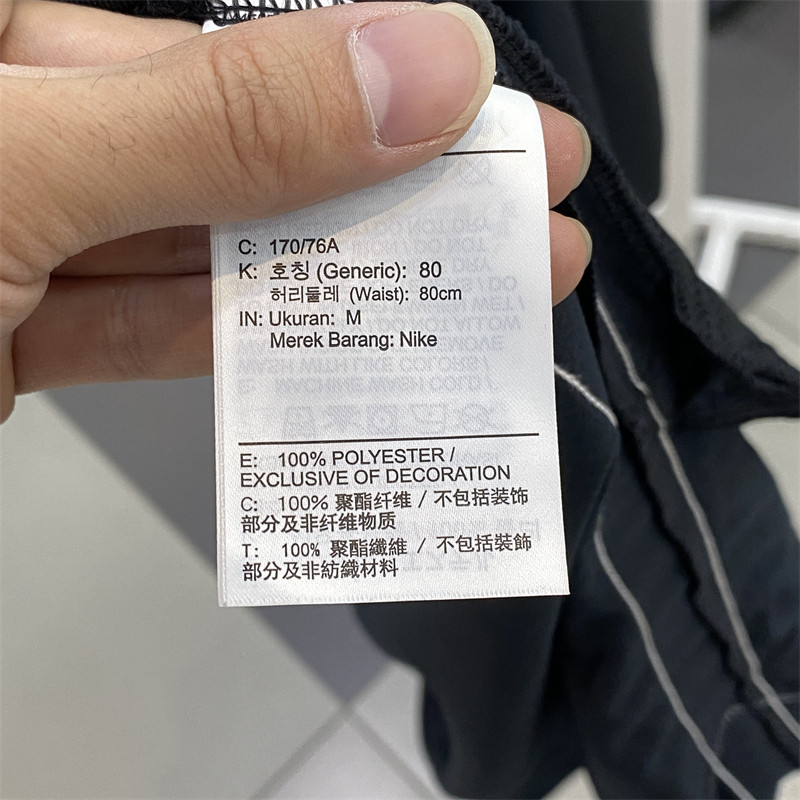 C: 170/76A
K: 호칭 (Generic): 80
허리둘레 (Waist): 80cm
IN: Ukuran: M
Merek Barang: Nike
E: 100% POLYESTER /
EXCLUSIVE OF DECORATION
C: 100% 聚酯纤维 / 不包括装饰
部分及非纤维物质
T: 100% 聚酯纖維 / 不包括裝飾
部分及非紡織材料